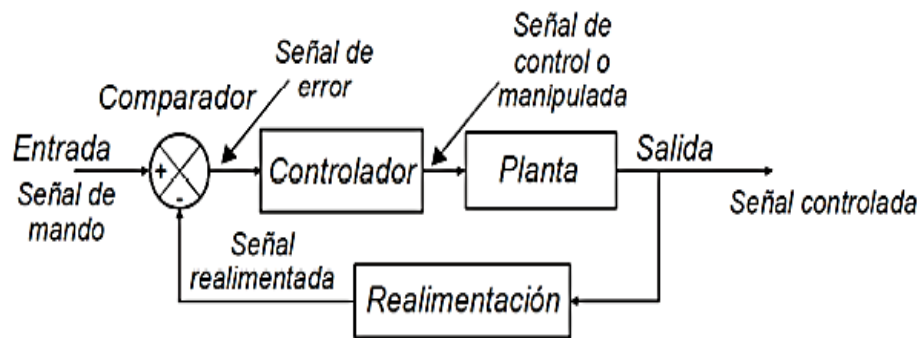 Señal de
error
Señal de
control o
manipulada
Comparador
Entrada
Señal de
mando
+
-
Controlador
Planta
Salida
Señal controlada
Señal
realimentada
Realimentación